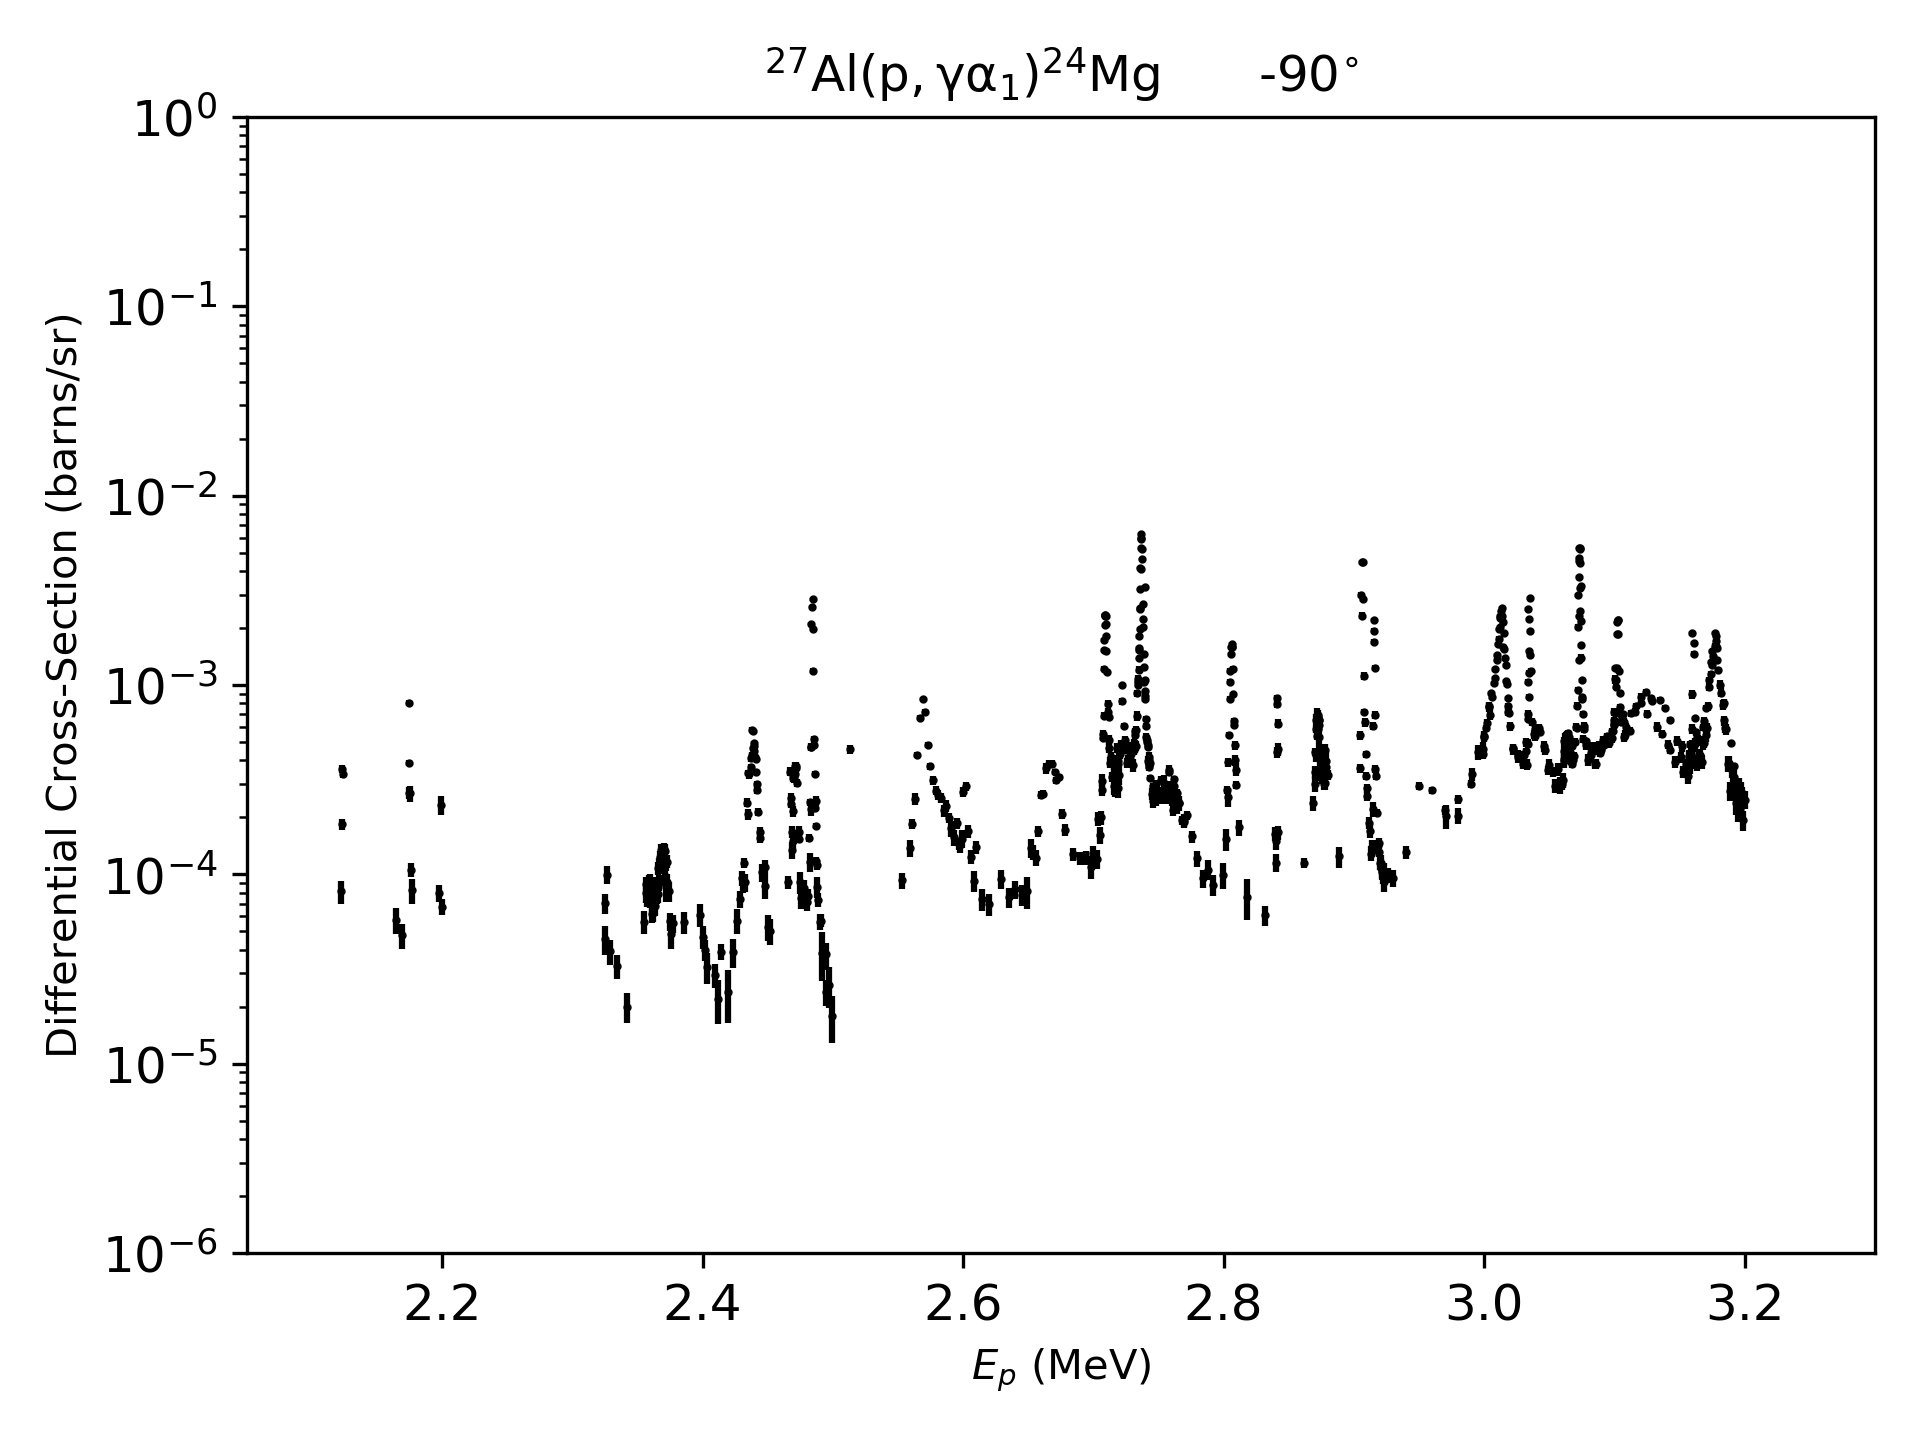 ²⁷Al(p, γα₁)²⁴Mg -90°
10⁰
10⁻¹
10⁻²
10⁻³
10⁻⁴
10⁻⁵
10⁻⁶
Differential Cross-Section (barns/sr)
2.2 2.4 2.6 2.8 3.0 3.2
Eₚ (MeV)